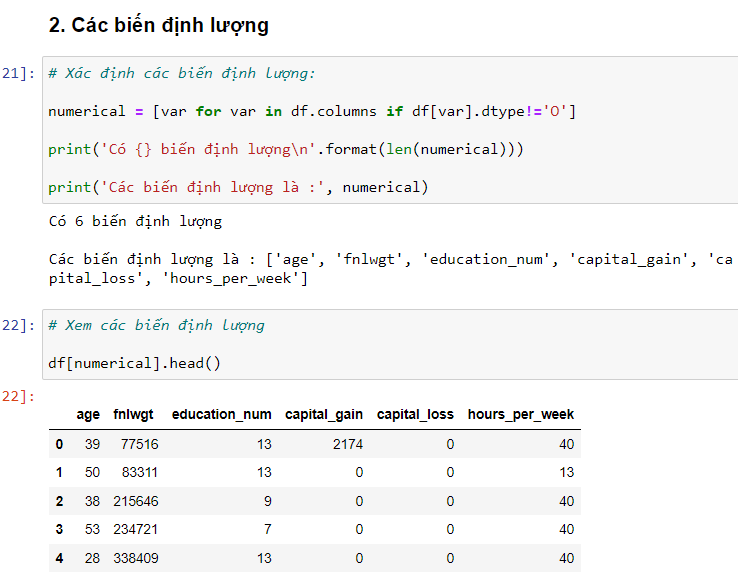 2. Các biến định lượng
21]: # Xác định các biến định lượng:
numerical = [var for var in df.columns if df[var].dtype!='O']
print('Có {} biến định lượng\n'.format(len(numerical)))
print('Các biến định lượng là :', numerical)
Có 6 biến định lượng
Các biến định lượng là : ['age', 'fnlwgt', 'education_num', 'capital_gain', 'ca
pital_loss', 'hours_per_week']
22]: # Xem các biến định lượng
df[numerical].head()
22]:
age fnlwgt education_num capital_gain capital_loss hours_per_week
0 39 77516 13 2174 0 40
1 50 83311 13 0 0 13
2 38 215646 9 0 0 40
3 53 234721 7 0 0 40
4 28 338409 13 0 0 40